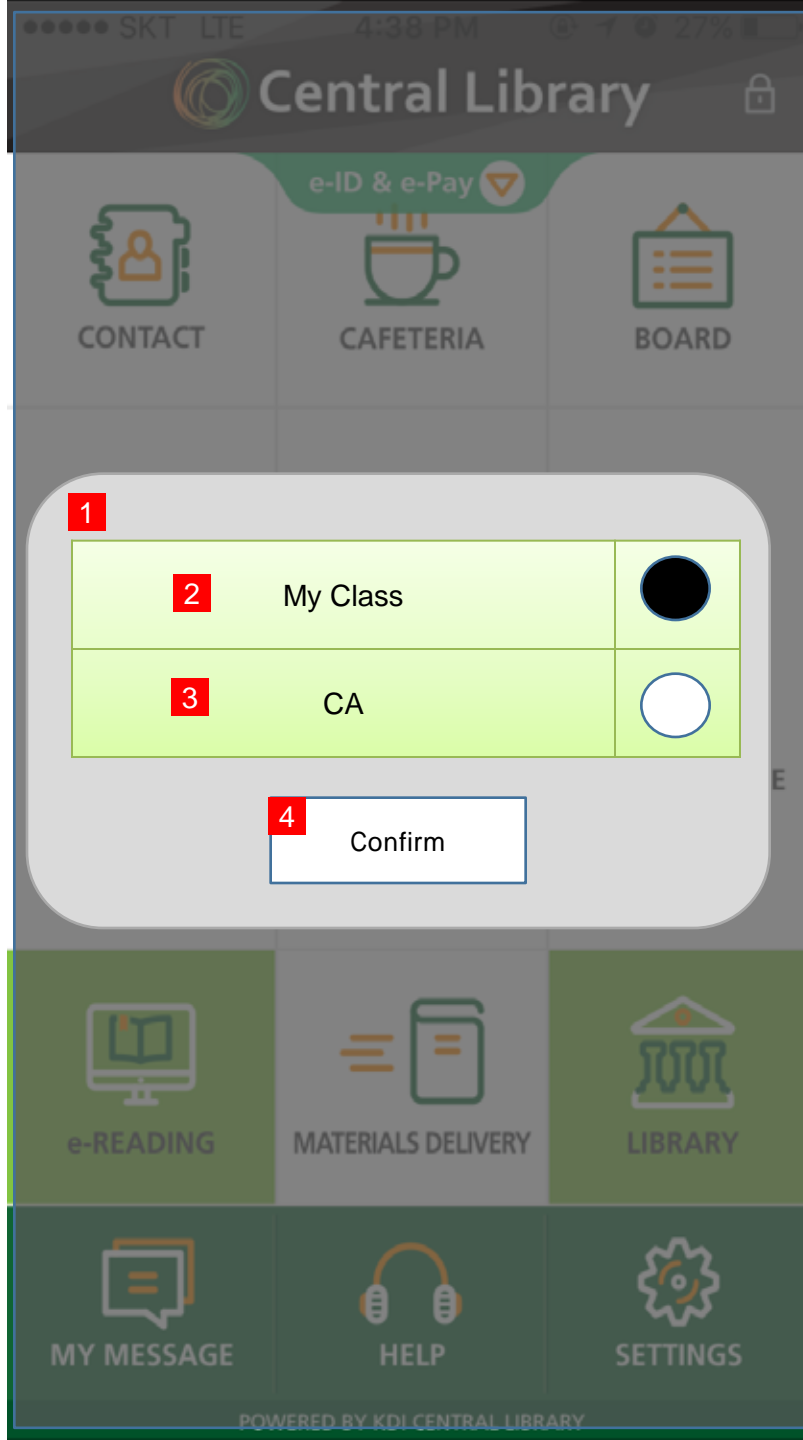 SKT LTE 4:38 PM 27%
Central Library
e-ID & e-Pay
CONTACT CAFETERIA BOARD
1
2 My Class
3 CA
E
4 Confirm
e-READING MATERIALS DELIVERY LIBRARY
MY MESSAGE HELP SETTINGS
POWERED BY KDI CENTRAL LIBRARY